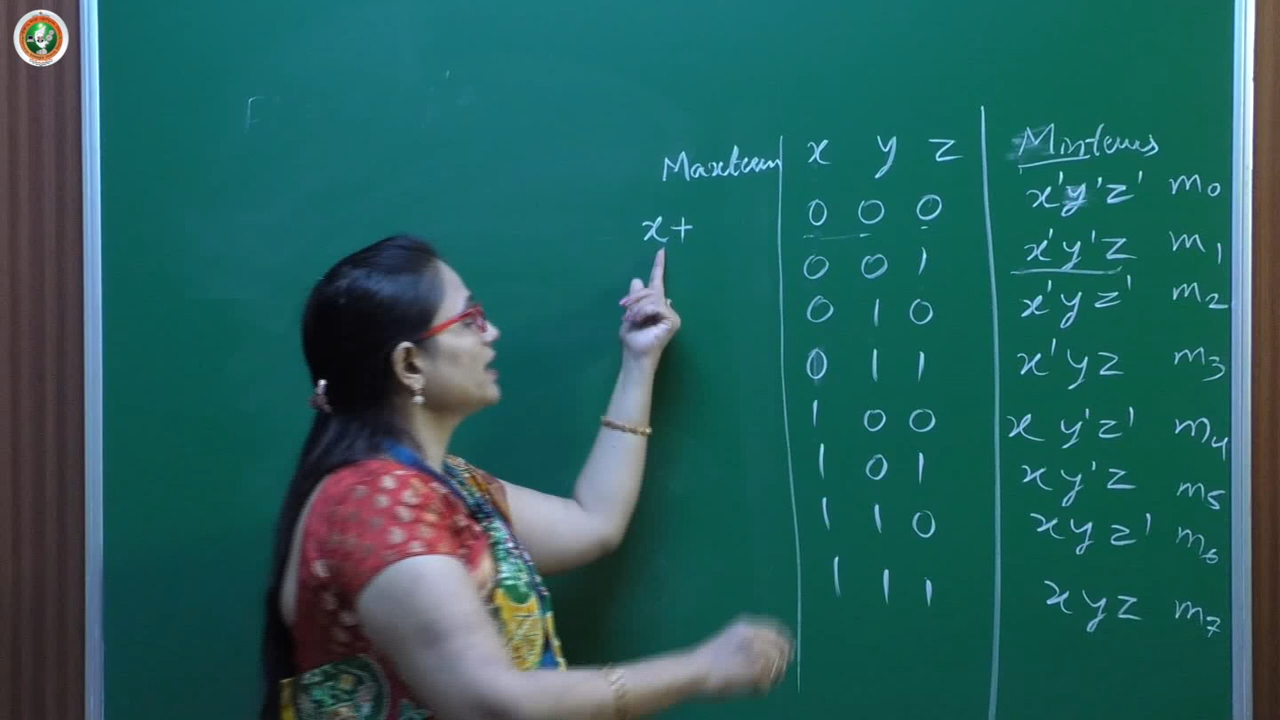 F
Maxterm x y z Minterms
0 0 0 x'y'z' m0
x+
0 0 1 x'y'z m1
0 1 0 x'yz' m2
0 1 1 x'yz m3
1 0 0 xy'z' m4
1 0 1 xy'z m5
1 1 0 xyz' m6
1 1 1 xyz m7